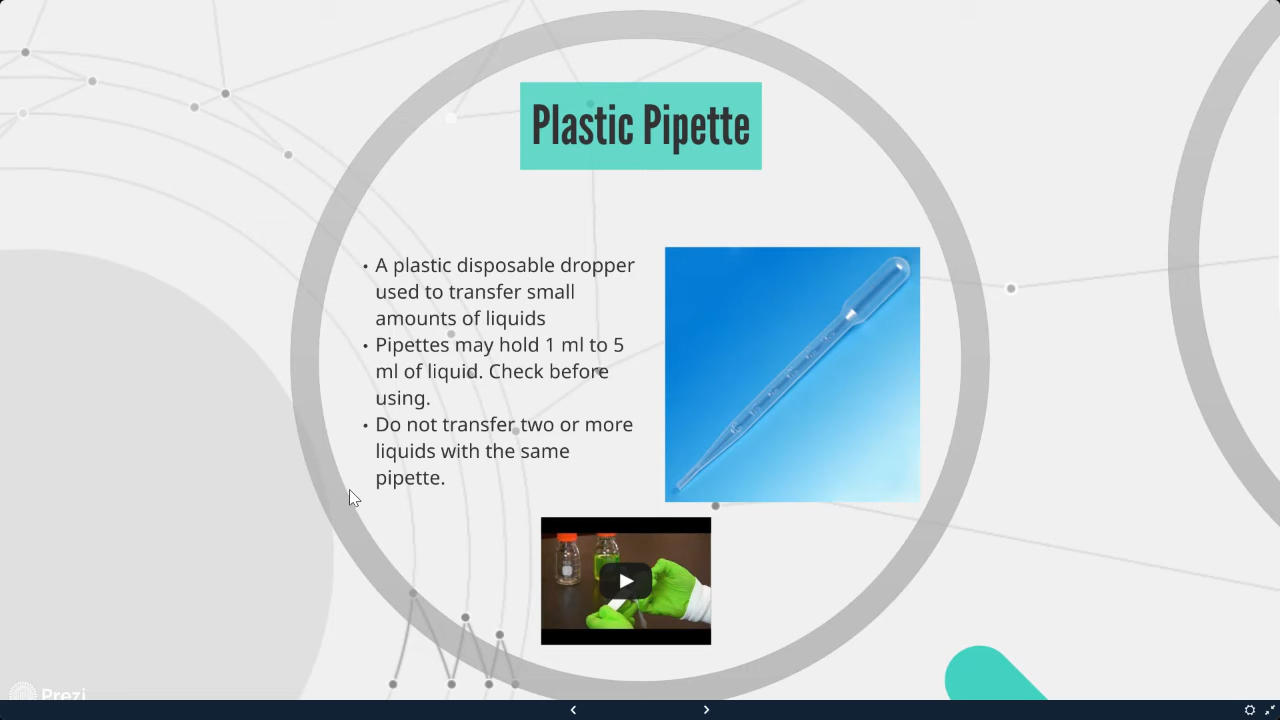 Plastic Pipette
• A plastic disposable dropper
used to transfer small
amounts of liquids
• Pipettes may hold 1 ml to 5
ml of liquid. Check before
using.
• Do not transfer two or more
liquids with the same
pipette.
Prezi